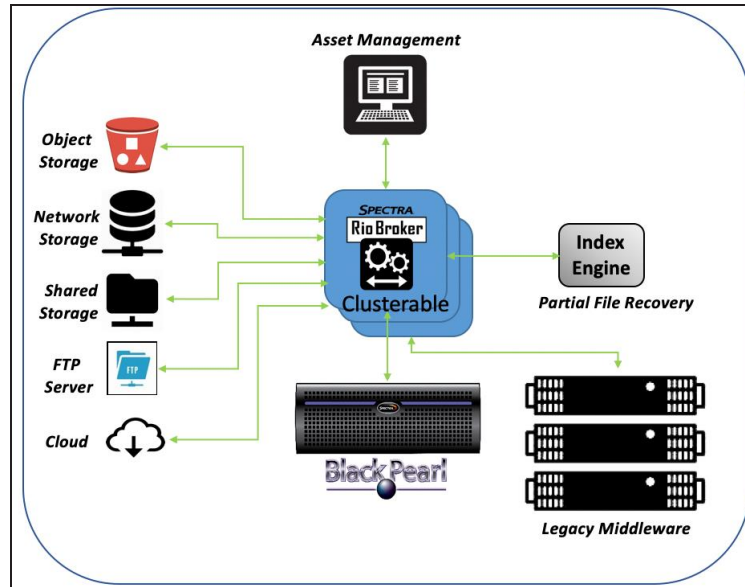 Asset Management
Object
Storage
Network
Storage
Shared
Storage
FTP
Server
FTP
Cloud
SPECTRA
Rio Broker
Clusterable
Index
Engine
Partial File Recovery
SPECTRA
BlackPearl
Legacy Middleware